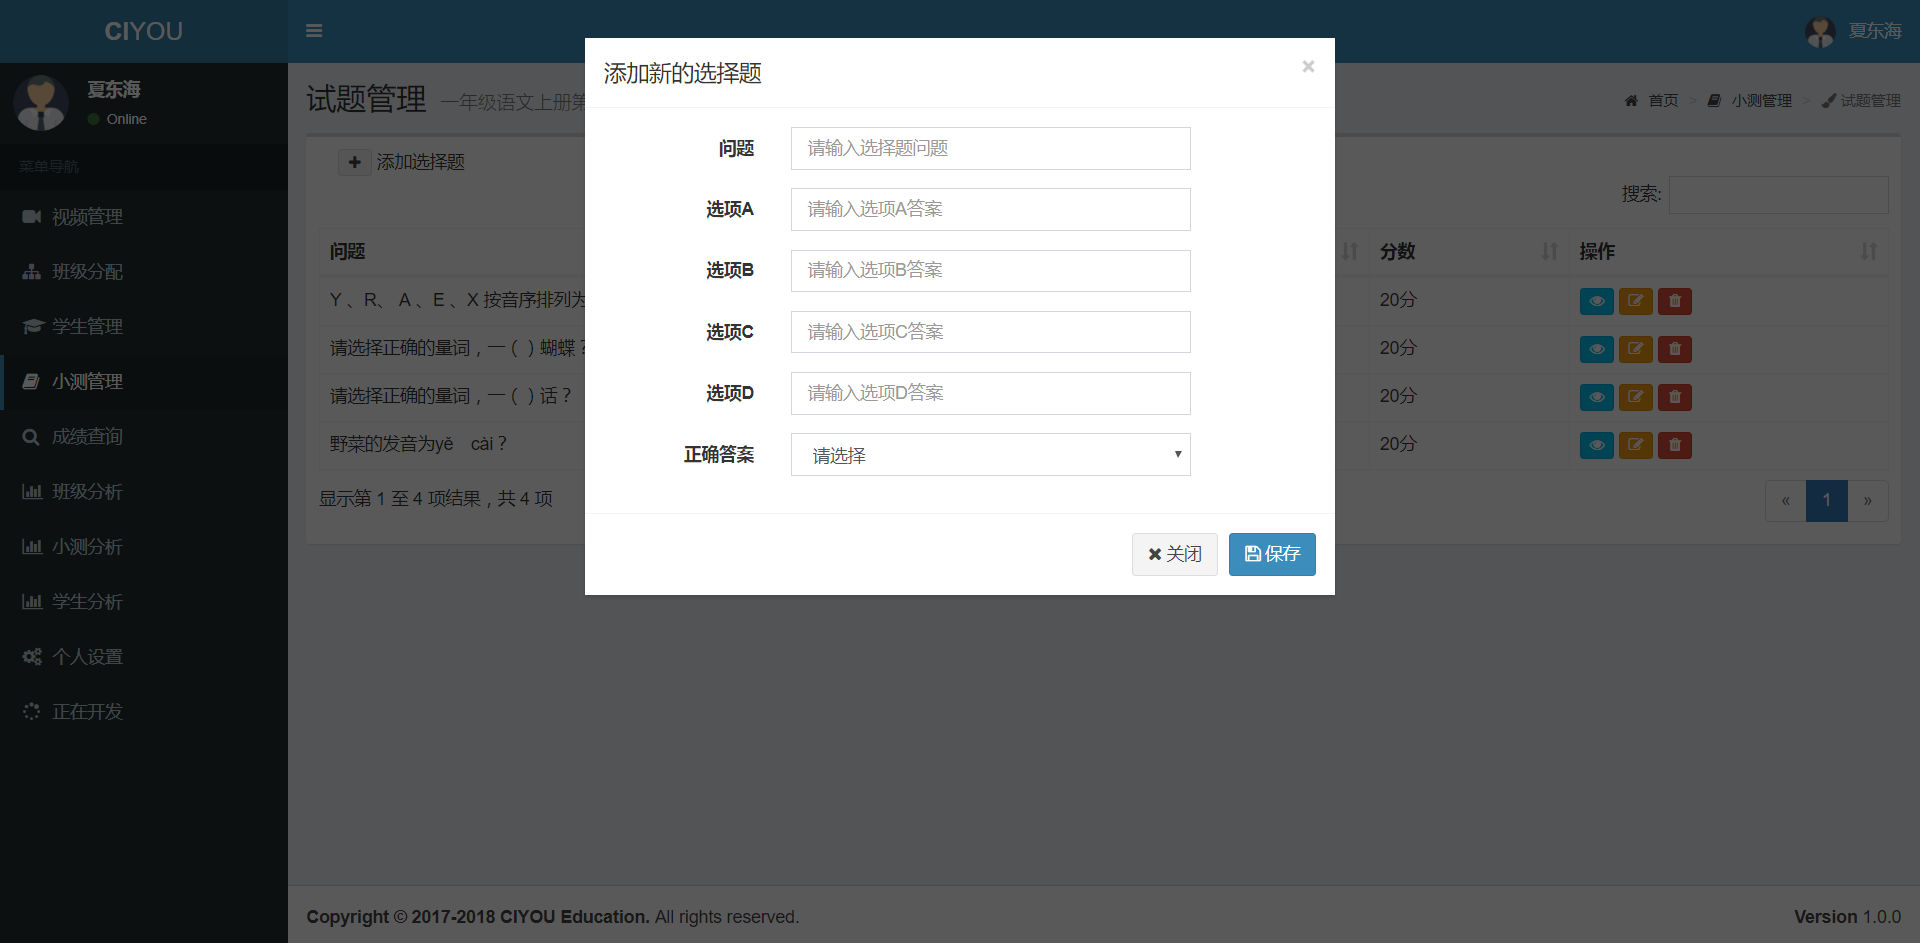 CIYOU
夏东海
夏东海
Online
菜单导航
视频管理
班级分配
学生管理
小测管理
成绩查询
班级分析
小测分析
学生分析
个人设置
正在开发
试题管理 一年级语文上册第
首页 > 小测管理 > 试题管理
添加选择题
搜索:
问题 分数 操作
Y 、R、 A 、E 、X 按音序排列为 20分
请选择正确的量词，一（ ）蝴蝶？ 20分
请选择正确的量词，一（ ）话？ 20分
野菜的发音为yě cài？ 20分
显示第 1 至 4 项结果，共 4 项
« 1 »
添加新的选择题 ×
问题 请输入选择题问题
选项A 请输入选项A答案
选项B 请输入选项B答案
选项C 请输入选项C答案
选项D 请输入选项D答案
正确答案 请选择
关闭 保存
Copyright © 2017-2018 CIYOU Education. All rights reserved.
Version 1.0.0